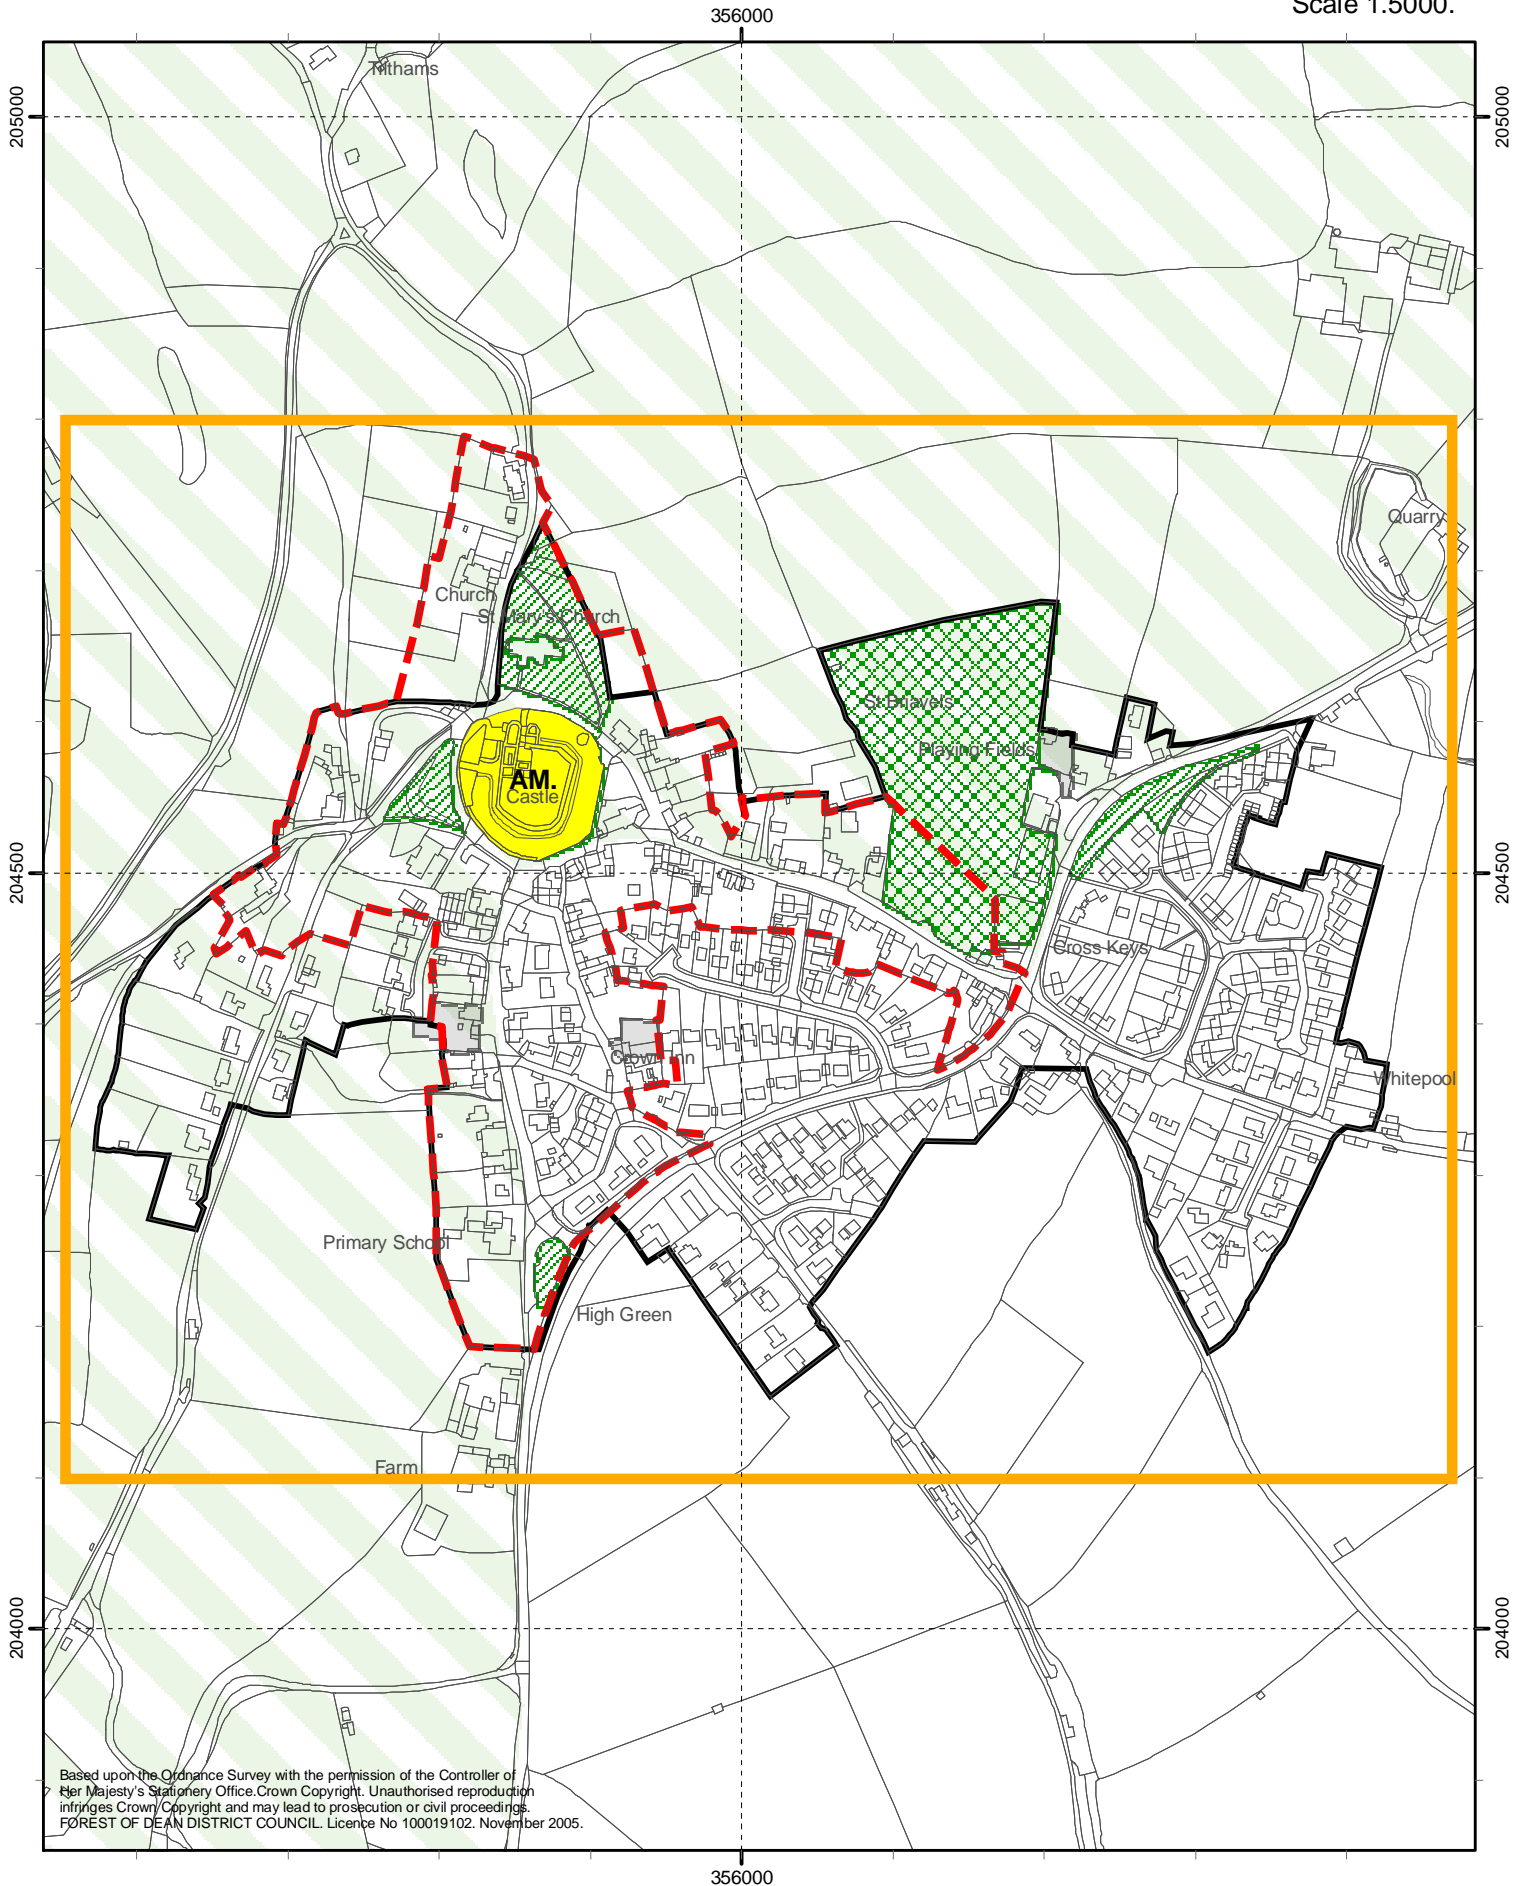 Scale 1:5000.
356000
Tilthams
205000
205000
Quarry
Church
St Mary's Church
St Briavels
Playing Fields
AM.
Castle
204500
204500
Cross Keys
Crown Inn
Whitepool
Primary School
High Green
Farm
204000
204000
Based upon the Ordnance Survey with the permission of the Controller of
Her Majesty's Stationery Office.Crown Copyright. Unauthorised reproduction
infringes Crown Copyright and may lead to prosecution or civil proceedings.
FOREST OF DEAN DISTRICT COUNCIL. Licence No 100019102. November 2005.
356000